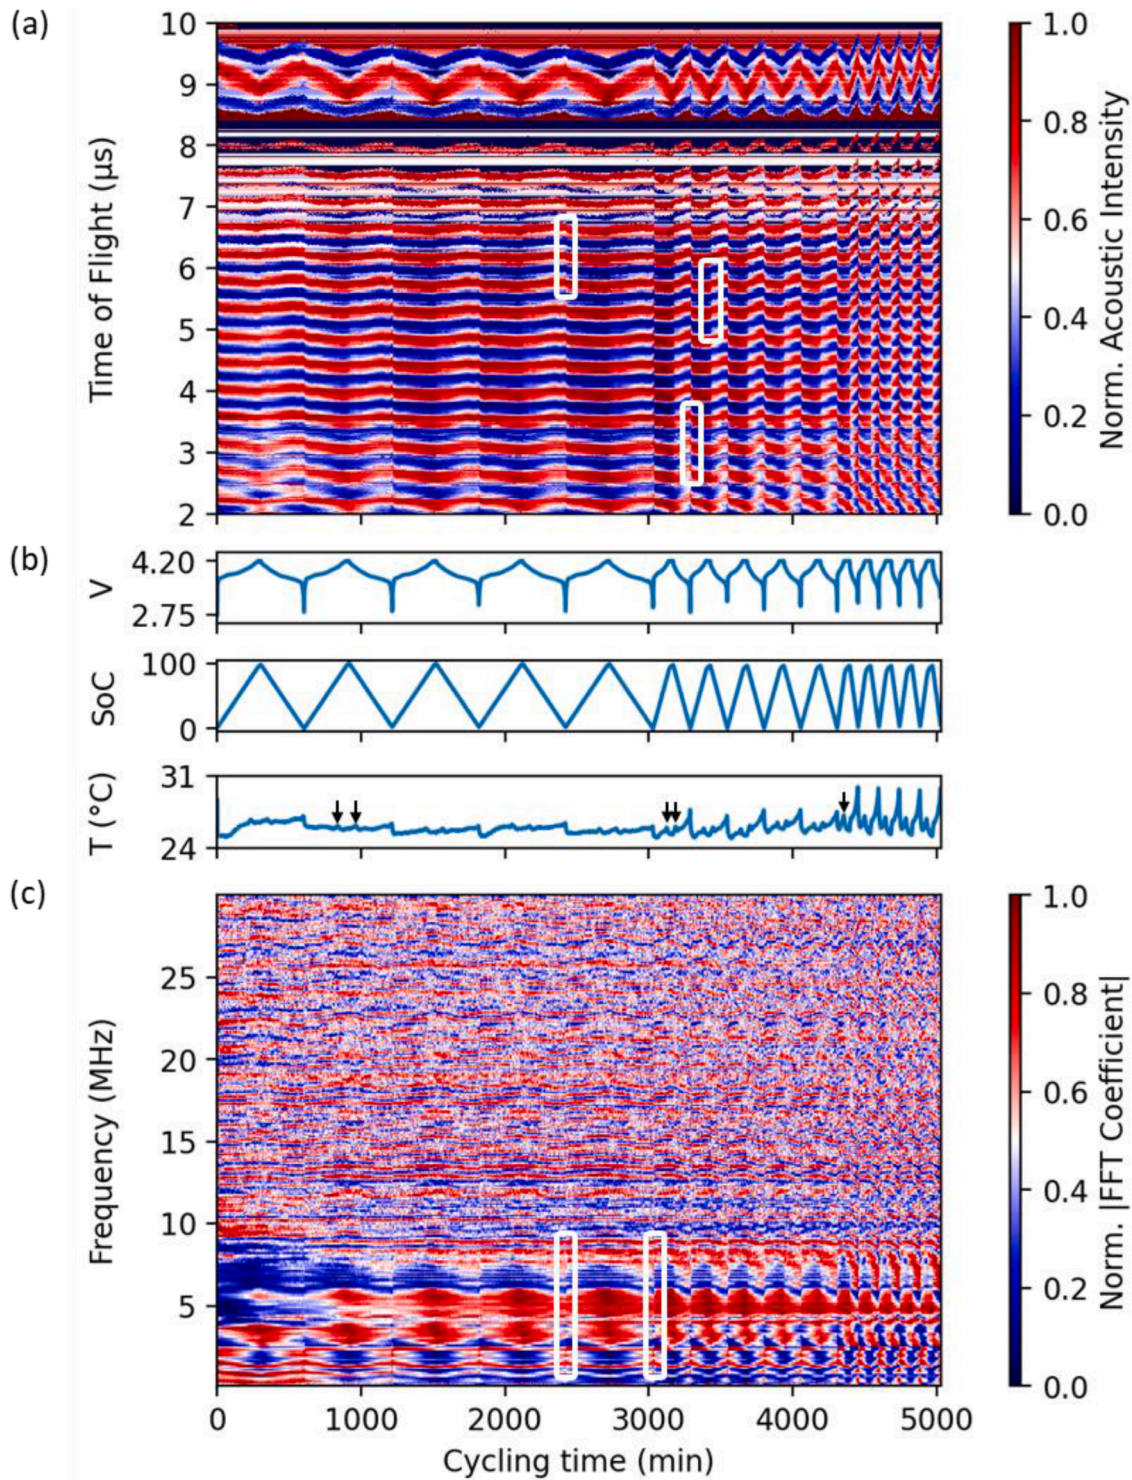 (a)
10
9
8
7
6
5
4
3
2
Time of Flight (μs)
1.0
0.8
0.6
0.4
0.2
0.0
Norm. Acoustic Intensity
(b)
4.20
2.75
V
100
0
SoC
31
24
T (°C)
(c)
25
20
15
10
5
Frequency (MHz)
1.0
0.8
0.6
0.4
0.2
0.0
Norm. |FFT Coefficient|
0 1000 2000 3000 4000 5000
Cycling time (min)